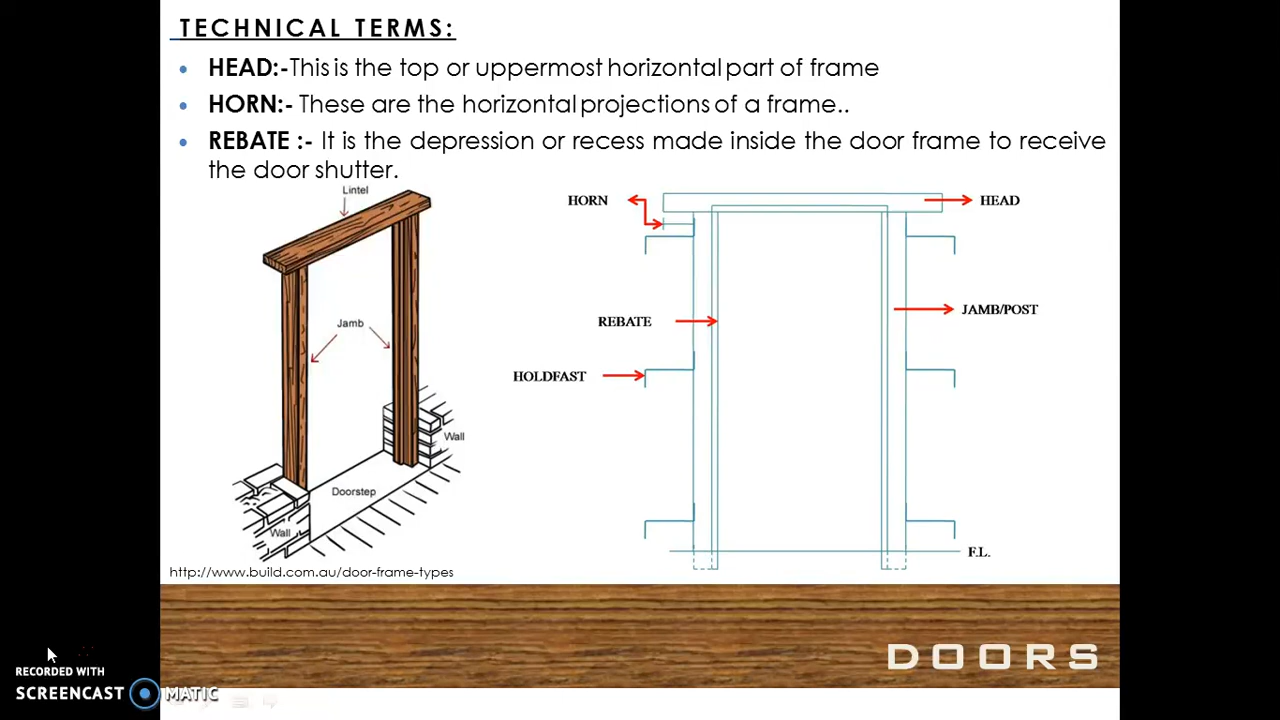 TECHNICAL TERMS:
HEAD:-This is the top or uppermost horizontal part of frame
HORN:- These are the horizontal projections of a frame..
REBATE :- It is the depression or recess made inside the door frame to receive
the door shutter.
Lintel
Jamb
Wall
Doorstep
Wall
http://www.build.com.au/door-frame-types
HORN
HEAD
REBATE
JAMB/POST
HOLDFAST
F.L.
DOORS
RECORDED WITH
SCREENCAST MATIC